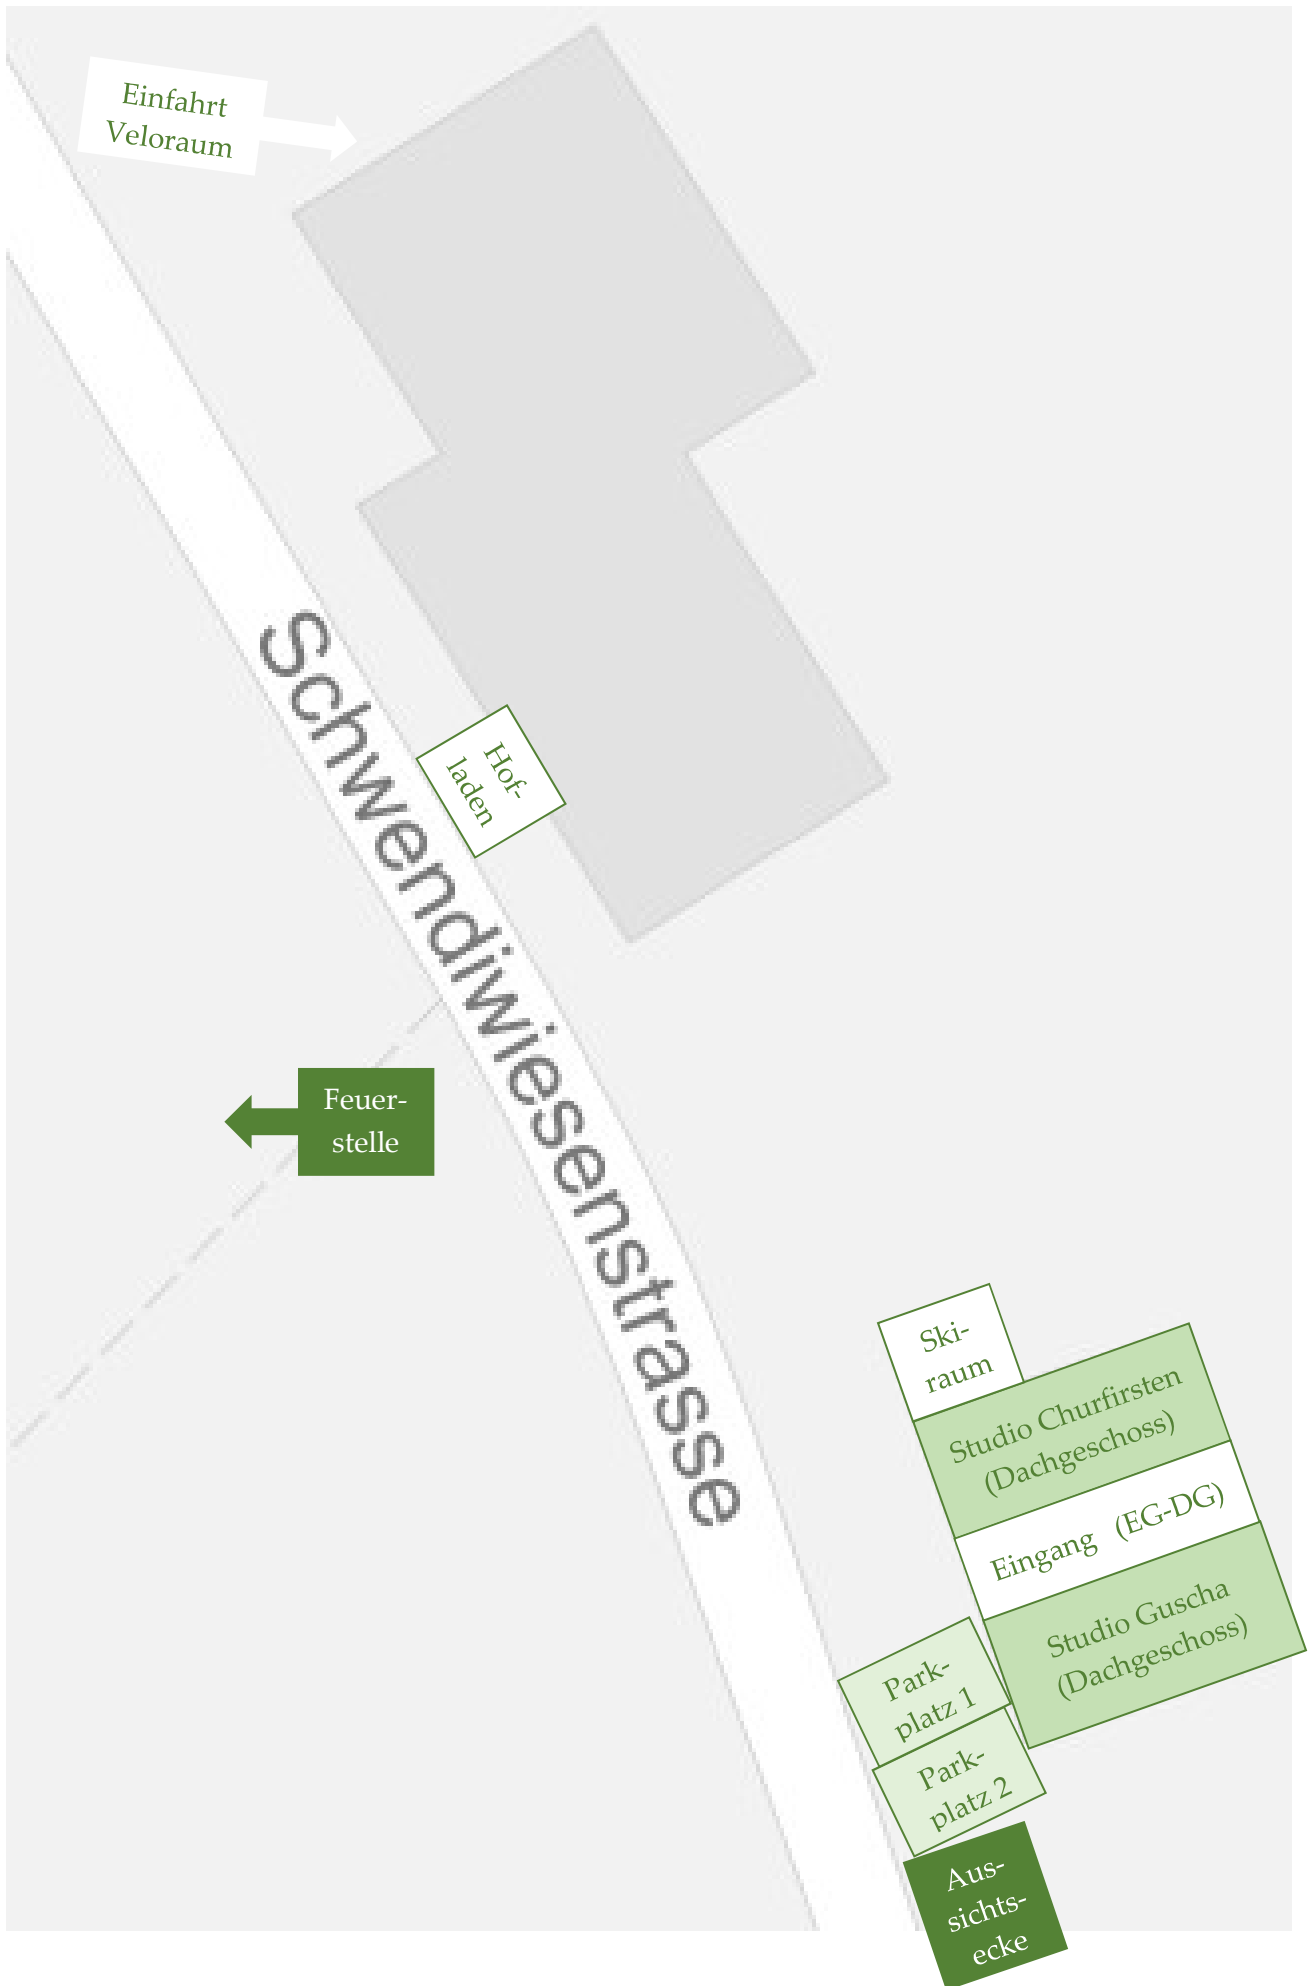 Einfahrt
Veloraum
Schwendiwiesenstrasse
Hof-
laden
Feuer-
stelle
Ski-
raum
Studio Churfirsten
(Dachgeschoss)
Eingang (EG-DG)
Studio Guscha
(Dachgeschoss)
Park-
platz 1
Park-
platz 2
Aus-
sichts-
ecke